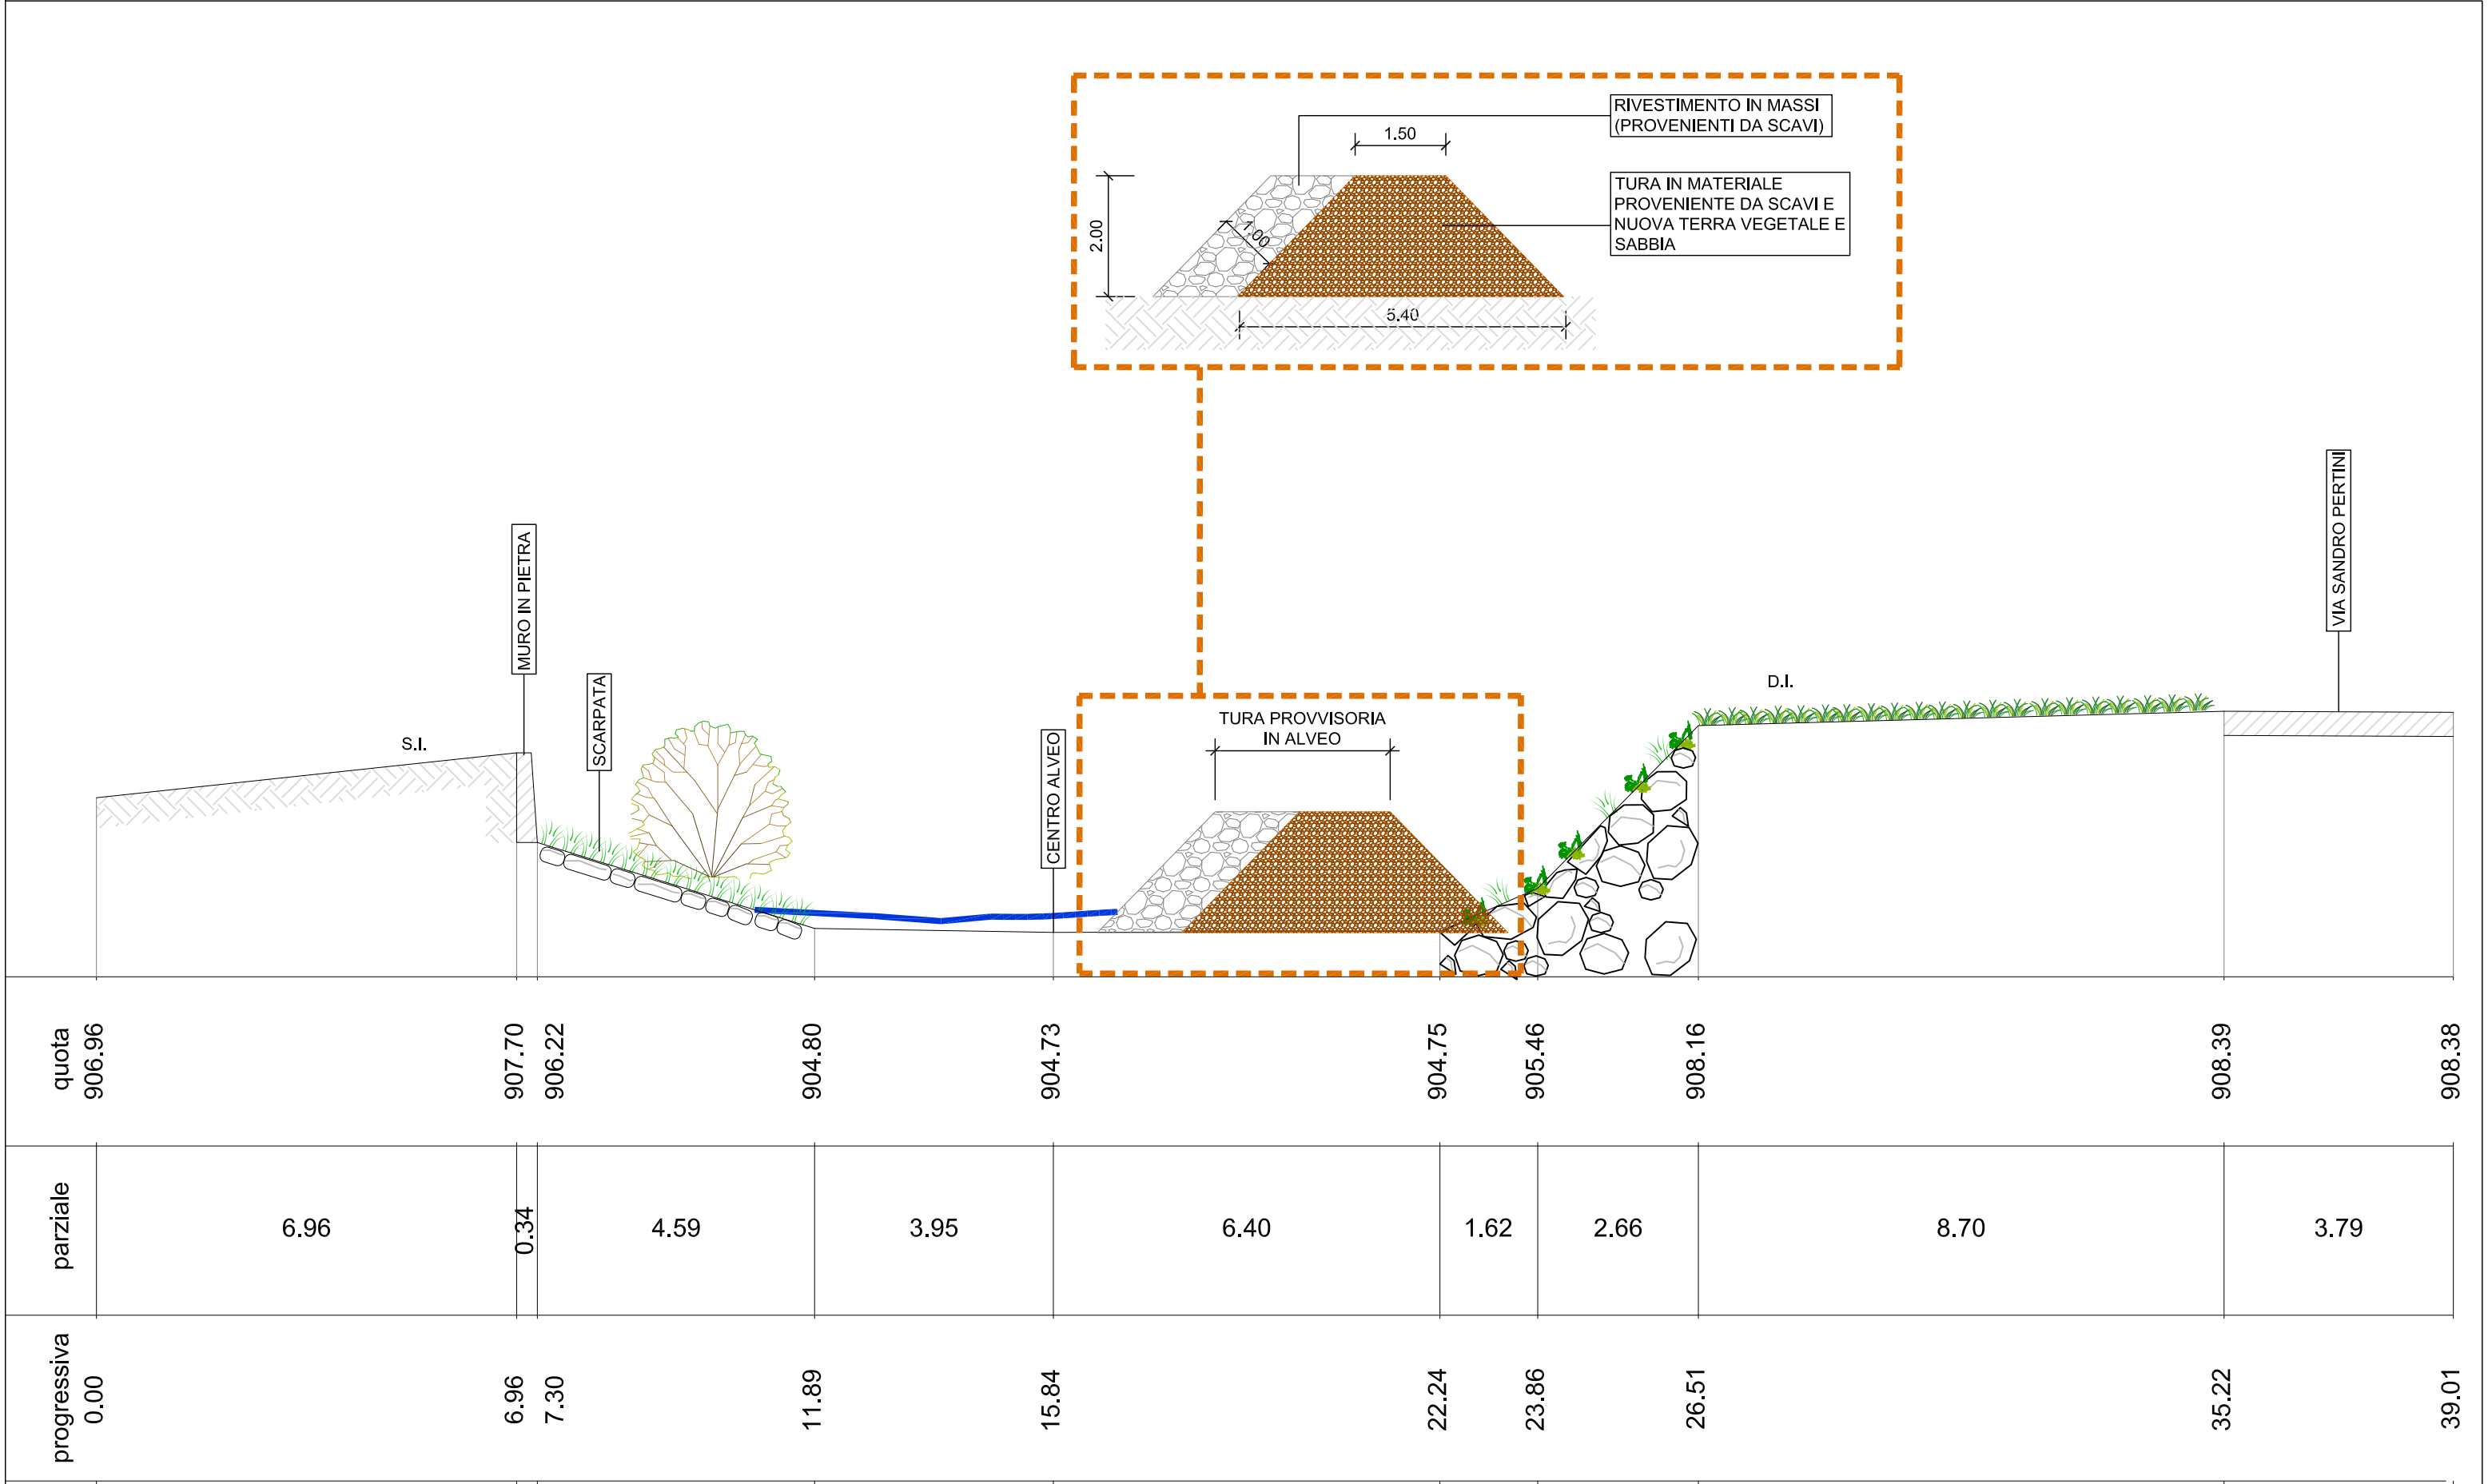 RIVESTIMENTO IN MASSI
(PROVENIENTI DA SCAVI)
1.50
TURA IN MATERIALE
PROVENIENTE DA SCAVI E
NUOVA TERRA VEGETALE E
SABBIA
2.00
1.00
5.40
MURO IN PIETRA
VIA SANDRO PERTINI
SCARPATA
D.I.
S.I.
TURA PROVVISORIA
IN ALVEO
CENTRO ALVEO
quota
906.96
907.70
906.22
904.80
904.73
904.75
905.46
908.16
908.39
908.38
parziale
6.96
0.34
4.59
3.95
6.40
1.62
2.66
8.70
3.79
progressiva
0.00
6.96
7.30
11.89
15.84
22.24
23.86
26.51
35.22
39.01